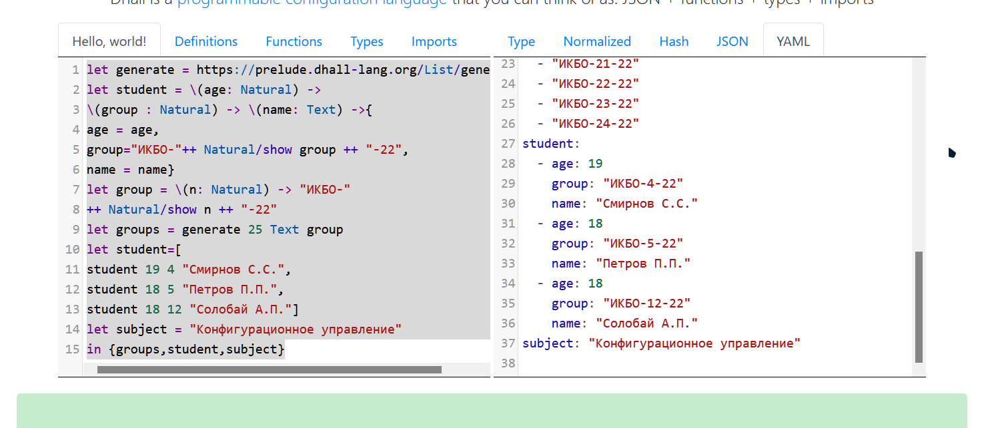 Dhall is a programmable configuration language that you can think of as: JSON + functions + types + imports
Hello, world! Definitions Functions Types Imports
Type Normalized Hash JSON YAML
1 let generate = https://prelude.dhall-lang.org/List/gene
2 let student = \(age: Natural) ->
3 \(group : Natural) -> \(name: Text) ->{
4 age = age,
5 group="ИКБО-"++ Natural/show group ++ "-22",
6 name = name}
7 let group = \(n: Natural) -> "ИКБО-"
8 ++ Natural/show n ++ "-22"
9 let groups = generate 25 Text group
10 let student=[
11 student 19 4 "Смирнов С.С.",
12 student 18 5 "Петров П.П.",
13 student 18 12 "Солобай А.П."]
14 let subject = "Конфигурационное управление"
15 in {groups,student,subject}
23 - "ИКБО-21-22"
24 - "ИКБО-22-22"
25 - "ИКБО-23-22"
26 - "ИКБО-24-22"
27 student:
28 - age: 19
29 group: "ИКБО-4-22"
30 name: "Смирнов С.С."
31 - age: 18
32 group: "ИКБО-5-22"
33 name: "Петров П.П."
34 - age: 18
35 group: "ИКБО-12-22"
36 name: "Солобай А.П."
37 subject: "Конфигурационное управление"
38